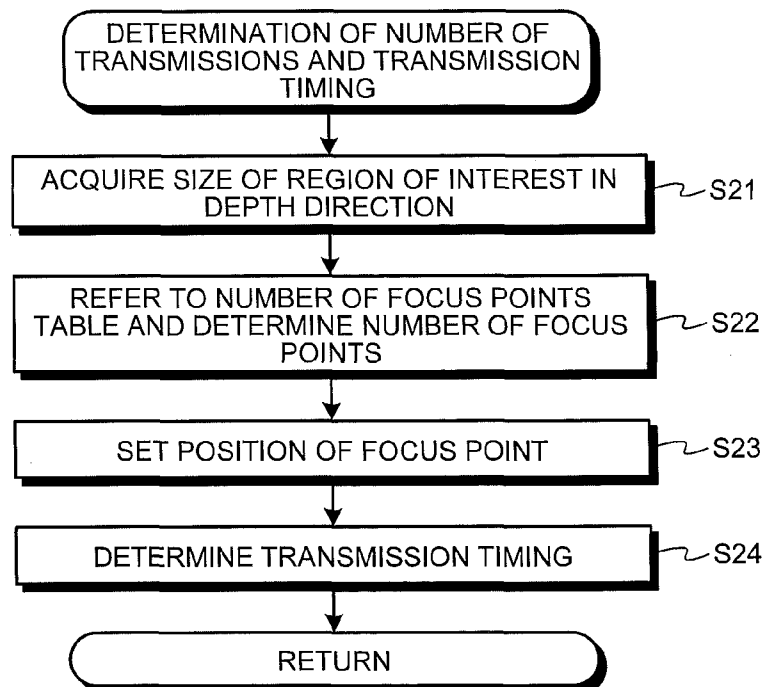 DETERMINATION OF NUMBER OF
TRANSMISSIONS AND TRANSMISSION
TIMING
ACQUIRE SIZE OF REGION OF INTEREST IN
DEPTH DIRECTION
S21
REFER TO NUMBER OF FOCUS POINTS
TABLE AND DETERMINE NUMBER OF FOCUS
POINTS
S22
SET POSITION OF FOCUS POINT
S23
DETERMINE TRANSMISSION TIMING
S24
RETURN